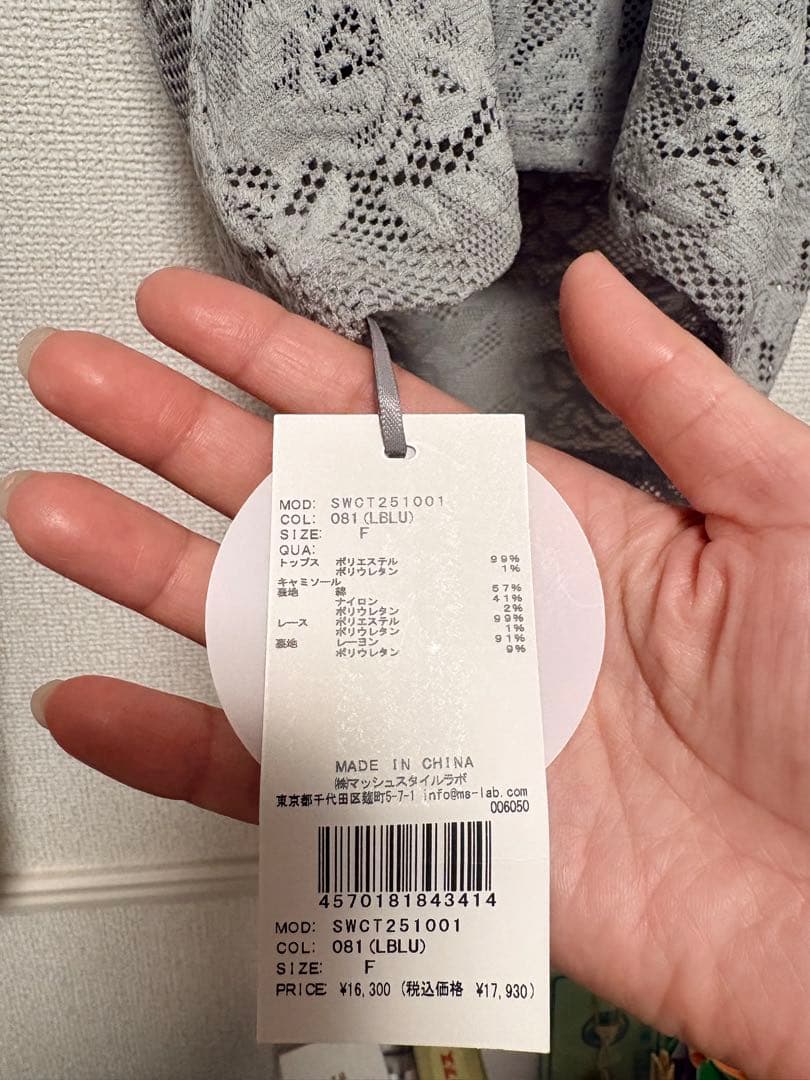 MOD: SWCT251001
COL: 081(LBLU)
SIZE: F
QUA:
トップス ポリエステル 99%
ポリウレタン 1%
キャミソール
表地 綿 57%
ナイロン 41%
ポリウレタン 2%
レース ポリエステル 99%
ポリウレタン 1%
裏地 レーヨン 91%
ポリウレタン 9%
MADE IN CHINA
㈱マッシュスタイルラボ
東京都千代田区麹町5-7-1 info@ms-lab.com
006050
4570181843414
MOD: SWCT251001
COL: 081(LBLU)
SIZE: F
PRICE: ¥16,300 (税込価格 ¥17,930)